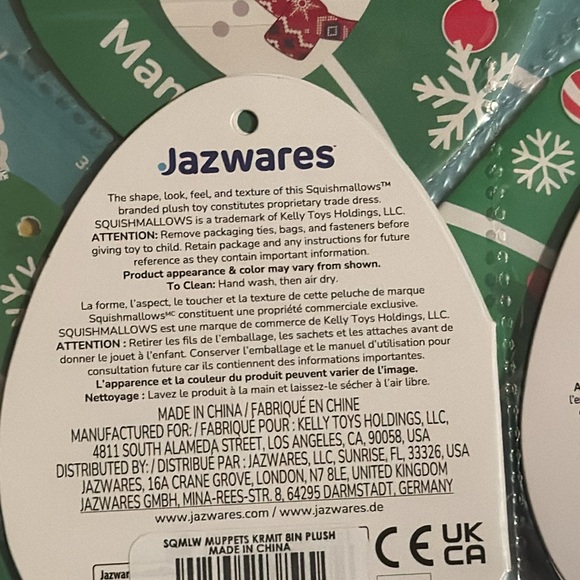 Mar
Jazwares
The shape, look, feel, and texture of this Squishmallows™
branded plush toy constitutes proprietary trade dress.
SQUISHMALLOWS is a trademark of Kelly Toys Holdings, LLC.
ATTENTION: Remove packaging ties, bags, and fasteners before
giving toy to child. Retain package and any instructions for future
reference as they contain important information.
Product appearance & color may vary from shown.
To Clean: Hand wash, then air dry.
La forme, l'aspect, le toucher et la texture de cette peluche de marque
Squishmallowsᴹᶜ constituent une propriété commerciale exclusive.
SQUISHMALLOWS est une marque de commerce de Kelly Toys Holdings, LLC.
ATTENTION : Retirer les fils de l'emballage, les sachets et les attaches avant de
donner le jouet à l'enfant. Conserver l'emballage et le manuel d'utilisation pour
consultation future car ils contiennent des informations importantes.
L'apparence et la couleur du produit peuvent varier de l'image.
Nettoyage : Lavez le produit à la main et laissez-le sécher à l'air libre.
MADE IN CHINA / FABRIQUÉ EN CHINE
MANUFACTURED FOR: / FABRIQUÉ POUR : KELLY TOYS HOLDINGS, LLC,
4811 SOUTH ALAMEDA STREET, LOS ANGELES, CA, 90058, USA
DISTRIBUTED BY: / DISTRIBUÉ PAR : JAZWARES, LLC, SUNRISE, FL, 33326, USA
JAZWARES, 16A CRANE GROVE, LONDON, N7 8LE, UNITED KINGDOM
JAZWARES GMBH, MINA-REES-STR. 8, 64295 DARMSTADT, GERMANY
www.jazwares.com / www.jazwares.de
SQMLW MUPPETS KRMIT 8IN PLUSH
MADE IN CHINA
Jazwar
CE UK
CA